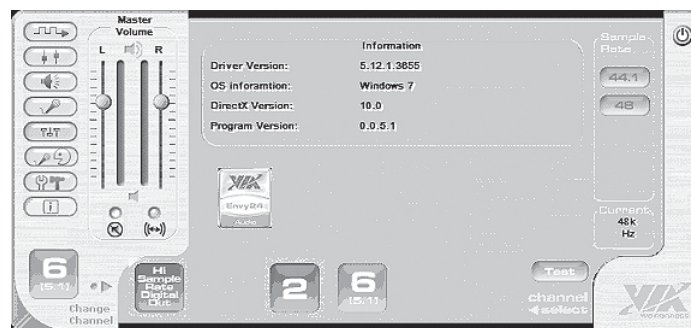 Master
Volume
L R
Information
Driver Version: 5.12.1.3855
OS inforamtion: Windows 7
DirectX Version: 10.0
Program Version: 0.0.5.1
Sample
Rate
44.1
48
Current
48k
Hz
VIA
Envy24
Audio
6
(5.1)
Change
Channel
Hi
Sample
Rate
Digital
Out
2
6
(5.1)
Test
channel
select
VIA